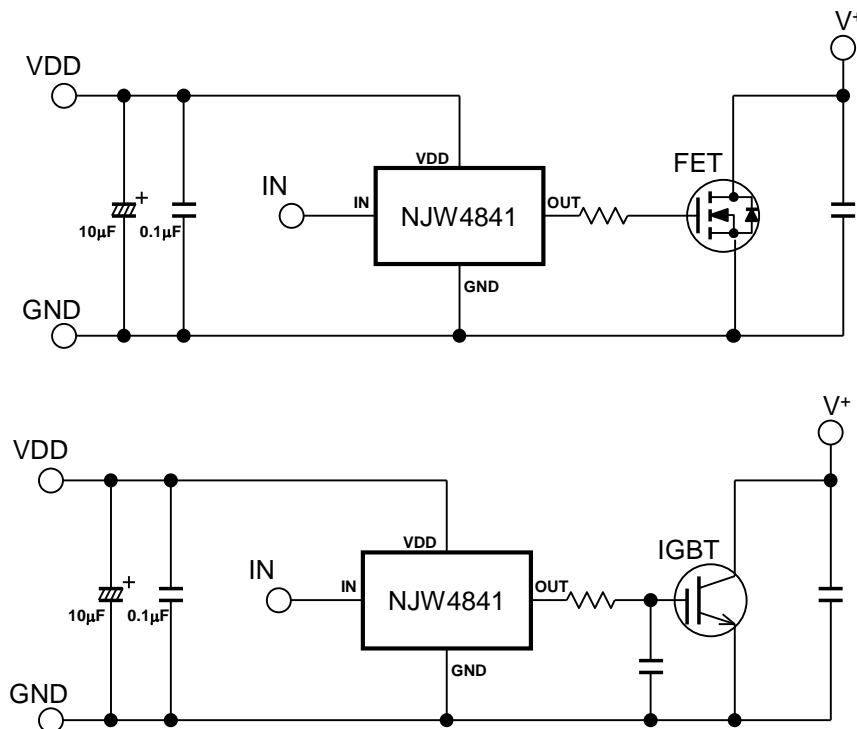 V+
VDD
VDD
FET
IN
IN
NJW4841
OUT
+
10μF
0.1μF
GND
GND
V+
VDD
VDD
IGBT
IN
IN
NJW4841
OUT
+
10μF
0.1μF
GND
GND